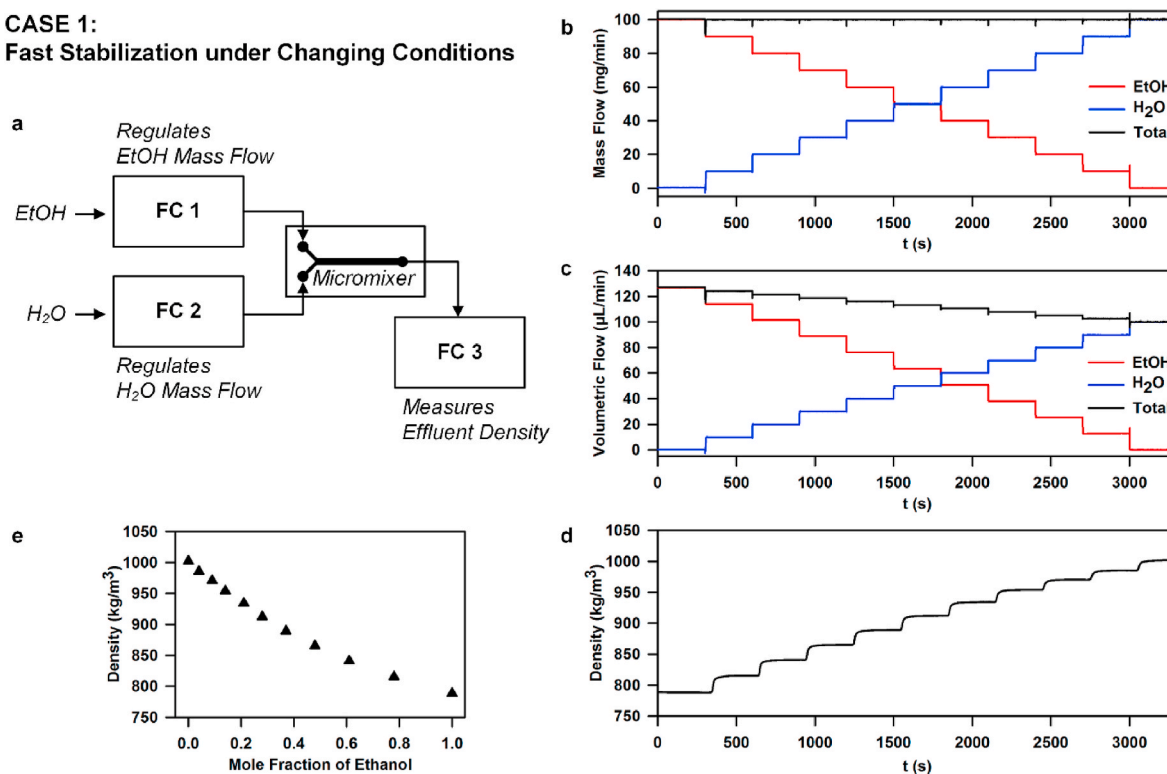 CASE 1:
Fast Stabilization under Changing Conditions
a
Regulates
EtOH Mass Flow
EtOH
FC 1
Micromixer
H₂O
FC 2
Regulates
H₂O Mass Flow
FC 3
Measures
Effluent Density
b
Mass Flow (mg/min)
100
80
60
40
20
0
EtOH
H₂O
Total
0 500 1000 1500 2000 2500 3000
t (s)
c
Volumetric Flow (µL/min)
140
120
100
80
60
40
20
0
EtOH
H₂O
Total
0 500 1000 1500 2000 2500 3000
t (s)
e
Density (kg/m³)
1050
1000
950
900
850
800
750
0.0 0.2 0.4 0.6 0.8 1.0
Mole Fraction of Ethanol
d
Density (kg/m³)
1050
1000
950
900
850
800
750
0 500 1000 1500 2000 2500 3000
t (s)